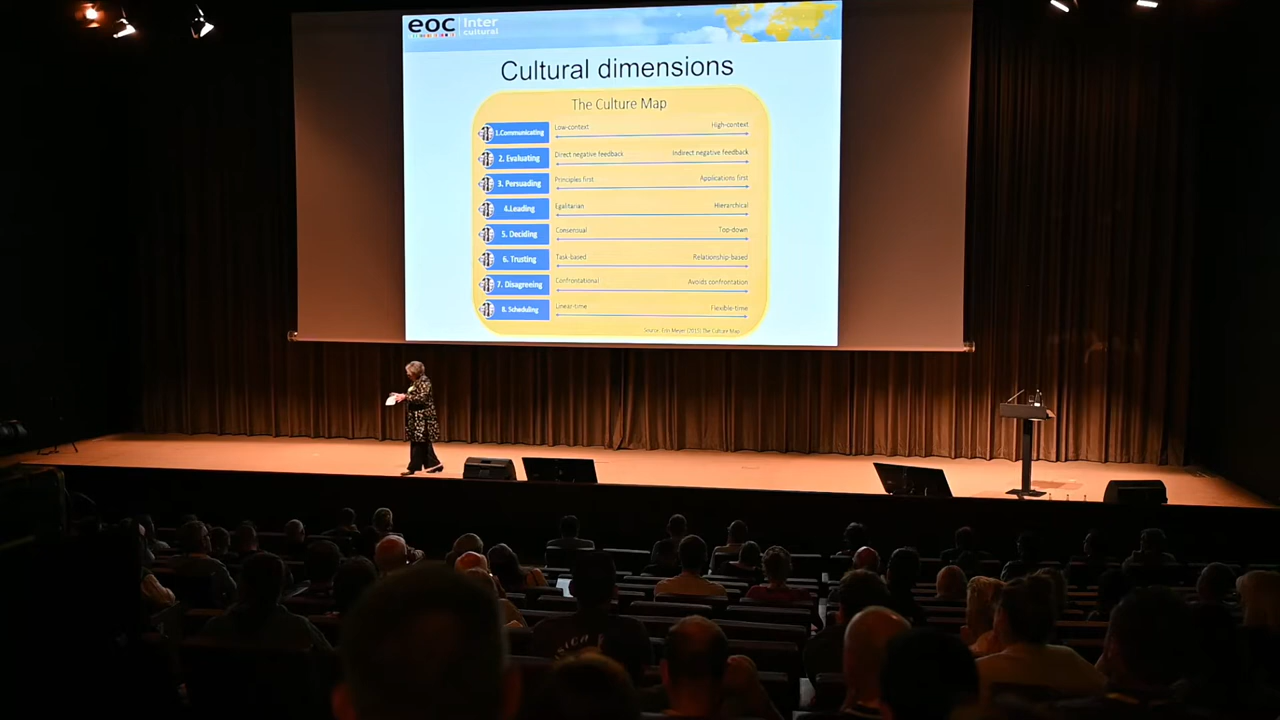 eoc Inter
cultural
Cultural dimensions
The Culture Map
1.Communicating Low-context High-context
2. Evaluating Direct negative feedback Indirect negative feedback
3. Persuading Principles first Applications first
4.Leading Egalitarian Hierarchical
5. Deciding Consensual Top-down
6. Trusting Task-based Relationship-based
7. Disagreeing Confrontational Avoids confrontation
8. Scheduling Linear-time Flexible-time
Source: Erin Meyer (2015) The Culture Map